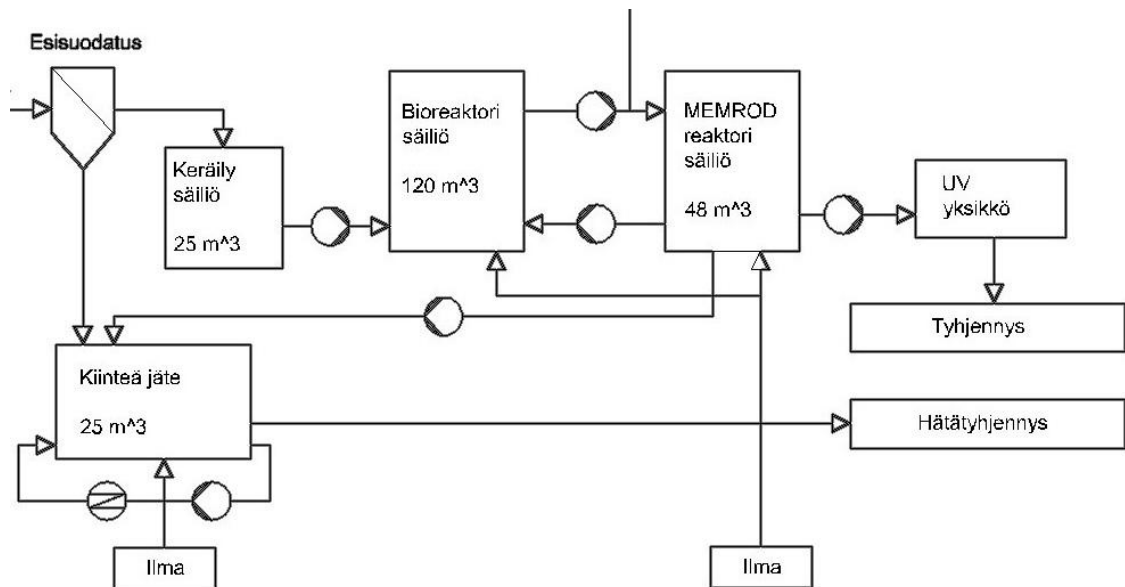 Esisuodatus
Keräily
säiliö
25 m^3
Bioreaktori
säiliö
120 m^3
MEMROD
reaktori
säiliö
48 m^3
UV
yksikkö
Tyhjennys
Kiinteä jäte
25 m^3
Hätätyhjennys
Ilma
Ilma